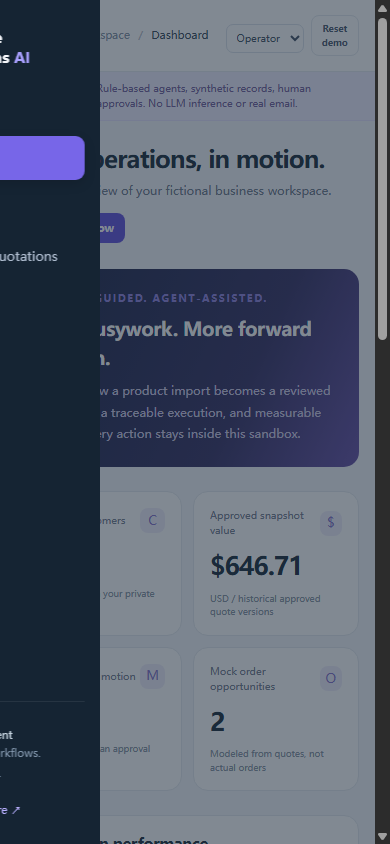 AI
space / Dashboard
Operator
Reset
demo
Rule-based agents, synthetic records, human
approvals. No LLM inference or real email.
perations, in motion.
ew of your fictional business workspace.
ow
uotations
GUIDED. AGENT-ASSISTED.
usywork. More forward
n.
w a product import becomes a reviewed
a traceable execution, and measurable
ry action stays inside this sandbox.
mers
C
your private
Approved snapshot
value
$
$646.71
USD / historical approved
quote versions
motion
M
an approval
Mock order
opportunities
O
2
Modeled from quotes, not
actual orders
ent
rkflows.
re ↗
n performance